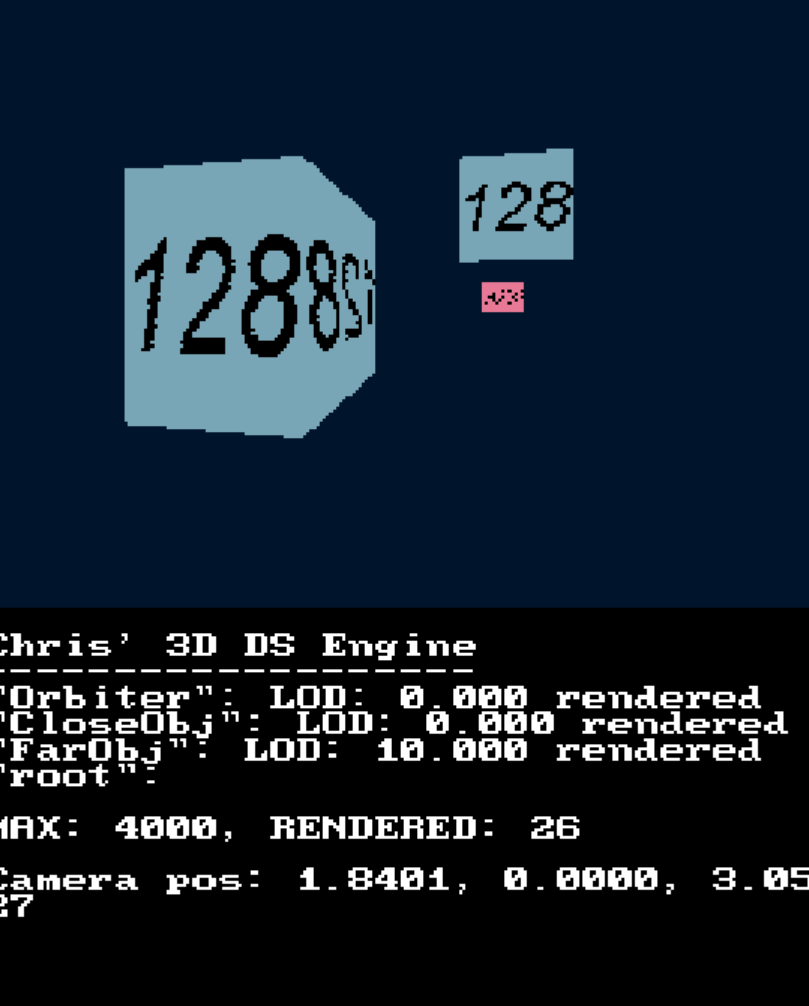 128
128
Chris' 3D DS Engine
-------------------
"Orbiter": LOD: 0.000 rendered
"CloseObj": LOD: 0.000 rendered
"FarObj": LOD: 10.000 rendered
"root":
MAX: 4000, RENDERED: 26
Camera pos: 1.8401, 0.0000, 3.05
27